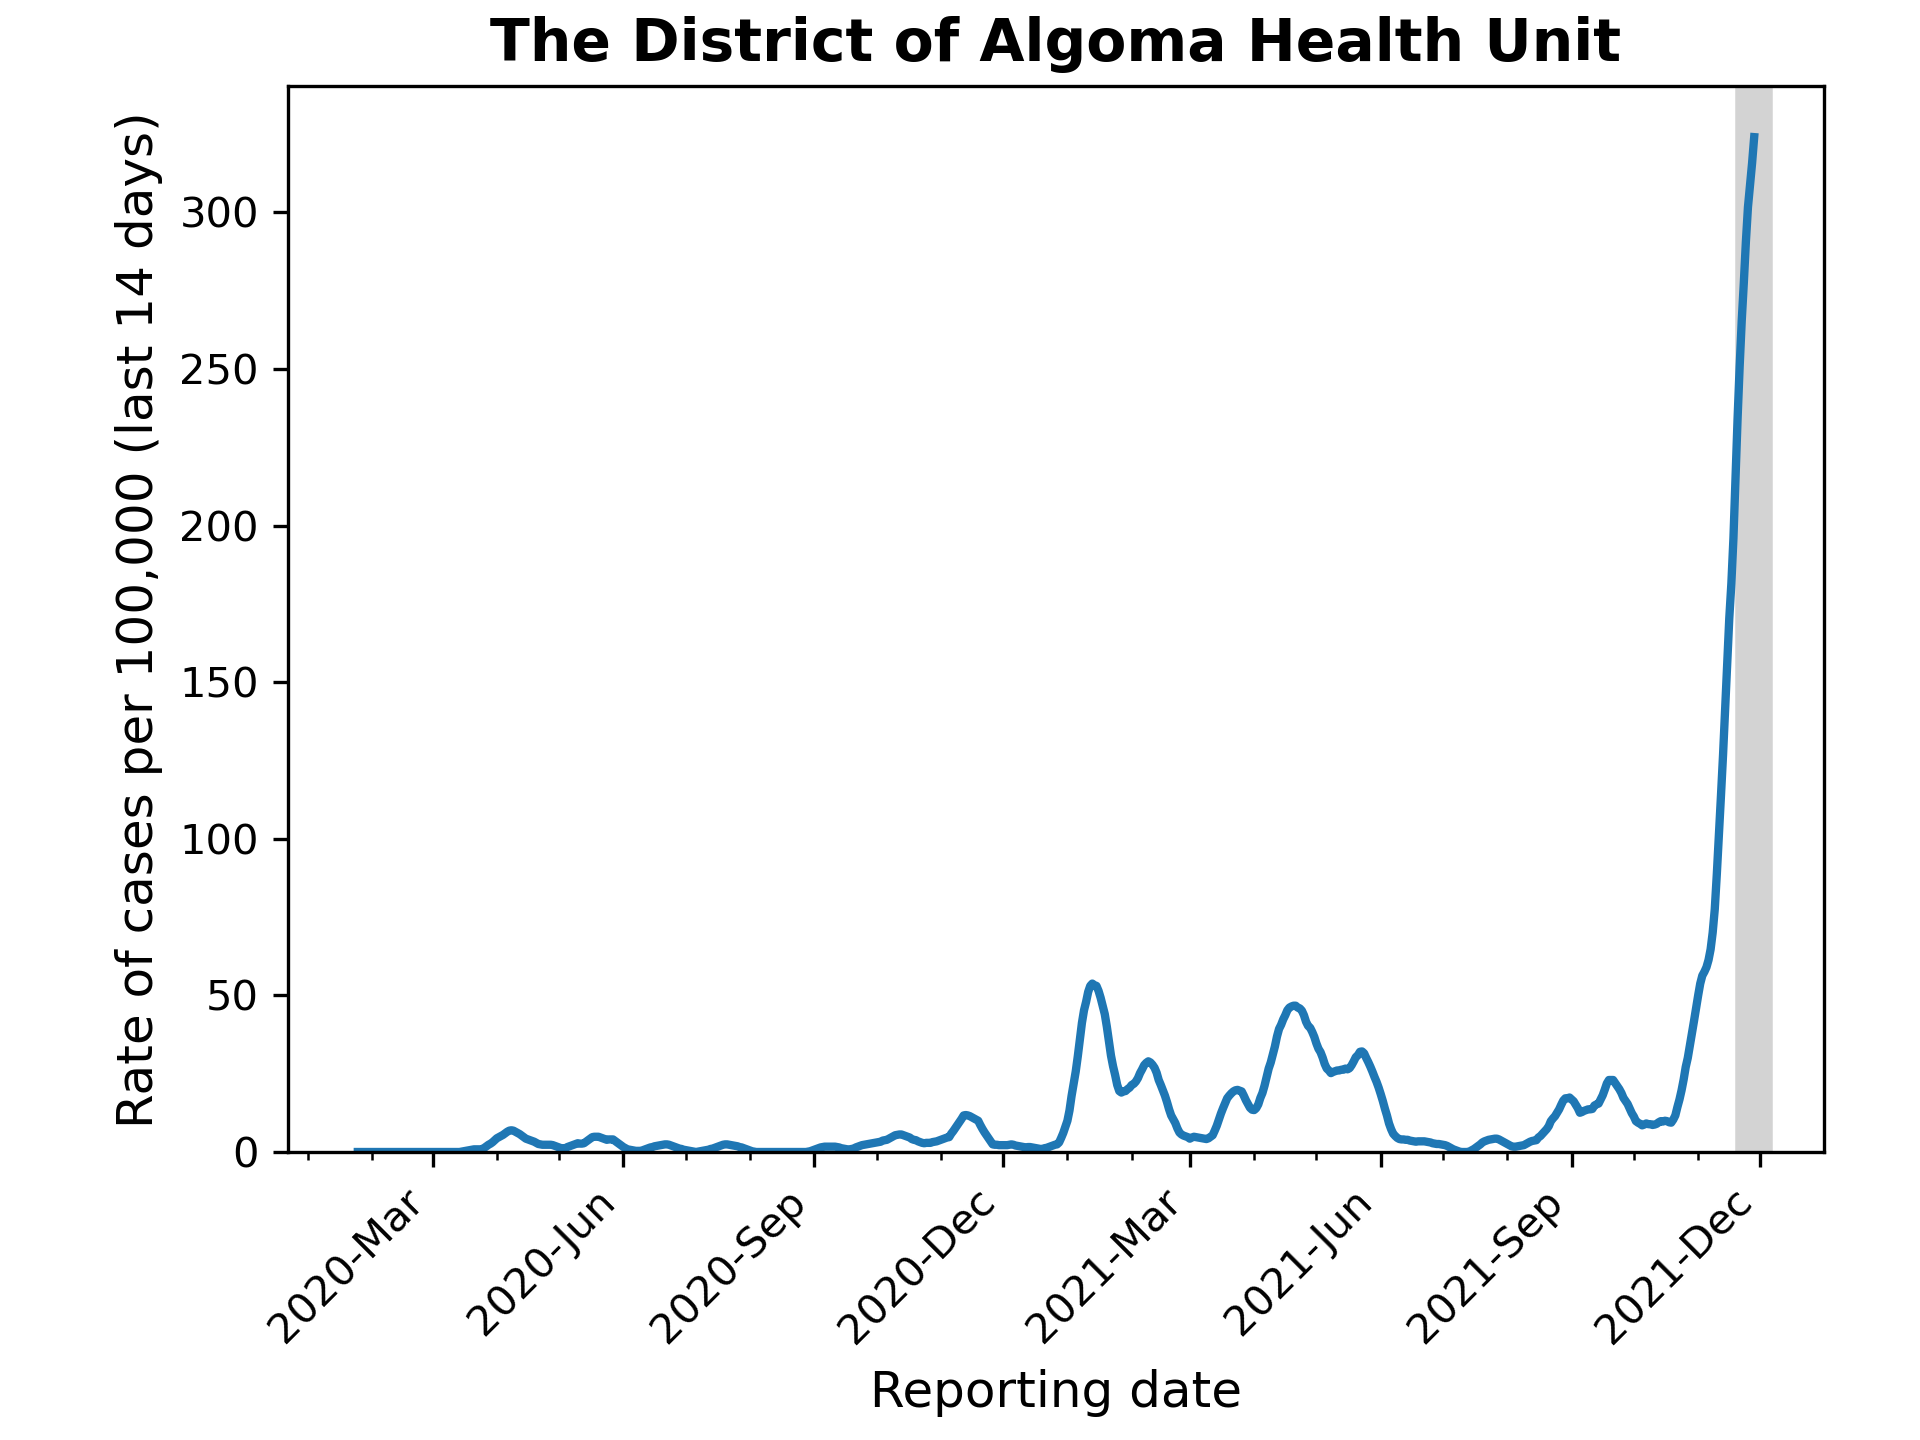 The District of Algoma Health Unit
Rate of cases per 100,000 (last 14 days)
300
250
200
150
100
50
0
2020-Mar
2020-Jun
2020-Sep
2020-Dec
2021-Mar
2021-Jun
2021-Sep
2021-Dec
Reporting date